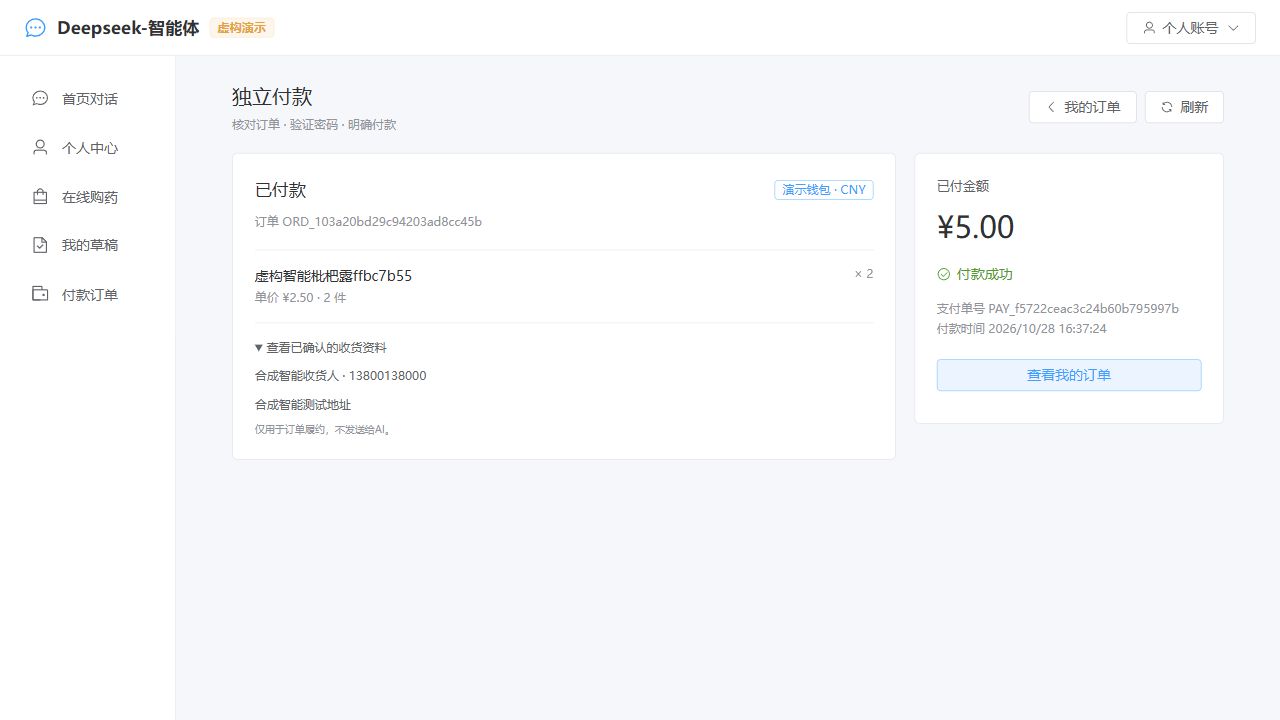 Deepseek-智能体 虚构演示
个人账号
首页对话
个人中心
在线购药
我的草稿
付款订单
独立付款
核对订单 · 验证密码 · 明确付款
我的订单
刷新
已付款
演示钱包 · CNY
订单 ORD_103a20bd29c94203ad8cc45b
虚构智能枇杷露ffbc7b55
× 2
单价 ¥2.50 · 2 件
▼查看已确认的收货资料
合成智能收货人 · 13800138000
合成智能测试地址
仅用于订单履约，不发送给AI。
已付金额
¥5.00
付款成功
支付单号 PAY_f5722ceac3c24b60b795997b
付款时间 2026/10/28 16:37:24
查看我的订单